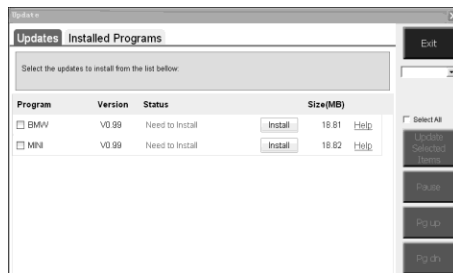 Update
Updates Installed Programs
Exit
Select the updates to install from the list bellow:
Program Version Status Size(MB)
Select All
BMW V0.99 Need to Install Install 18.81 Help
MINI V0.99 Need to Install Install 18.82 Help
Update
Selected
Items
Pause
Pg up
Pg dn